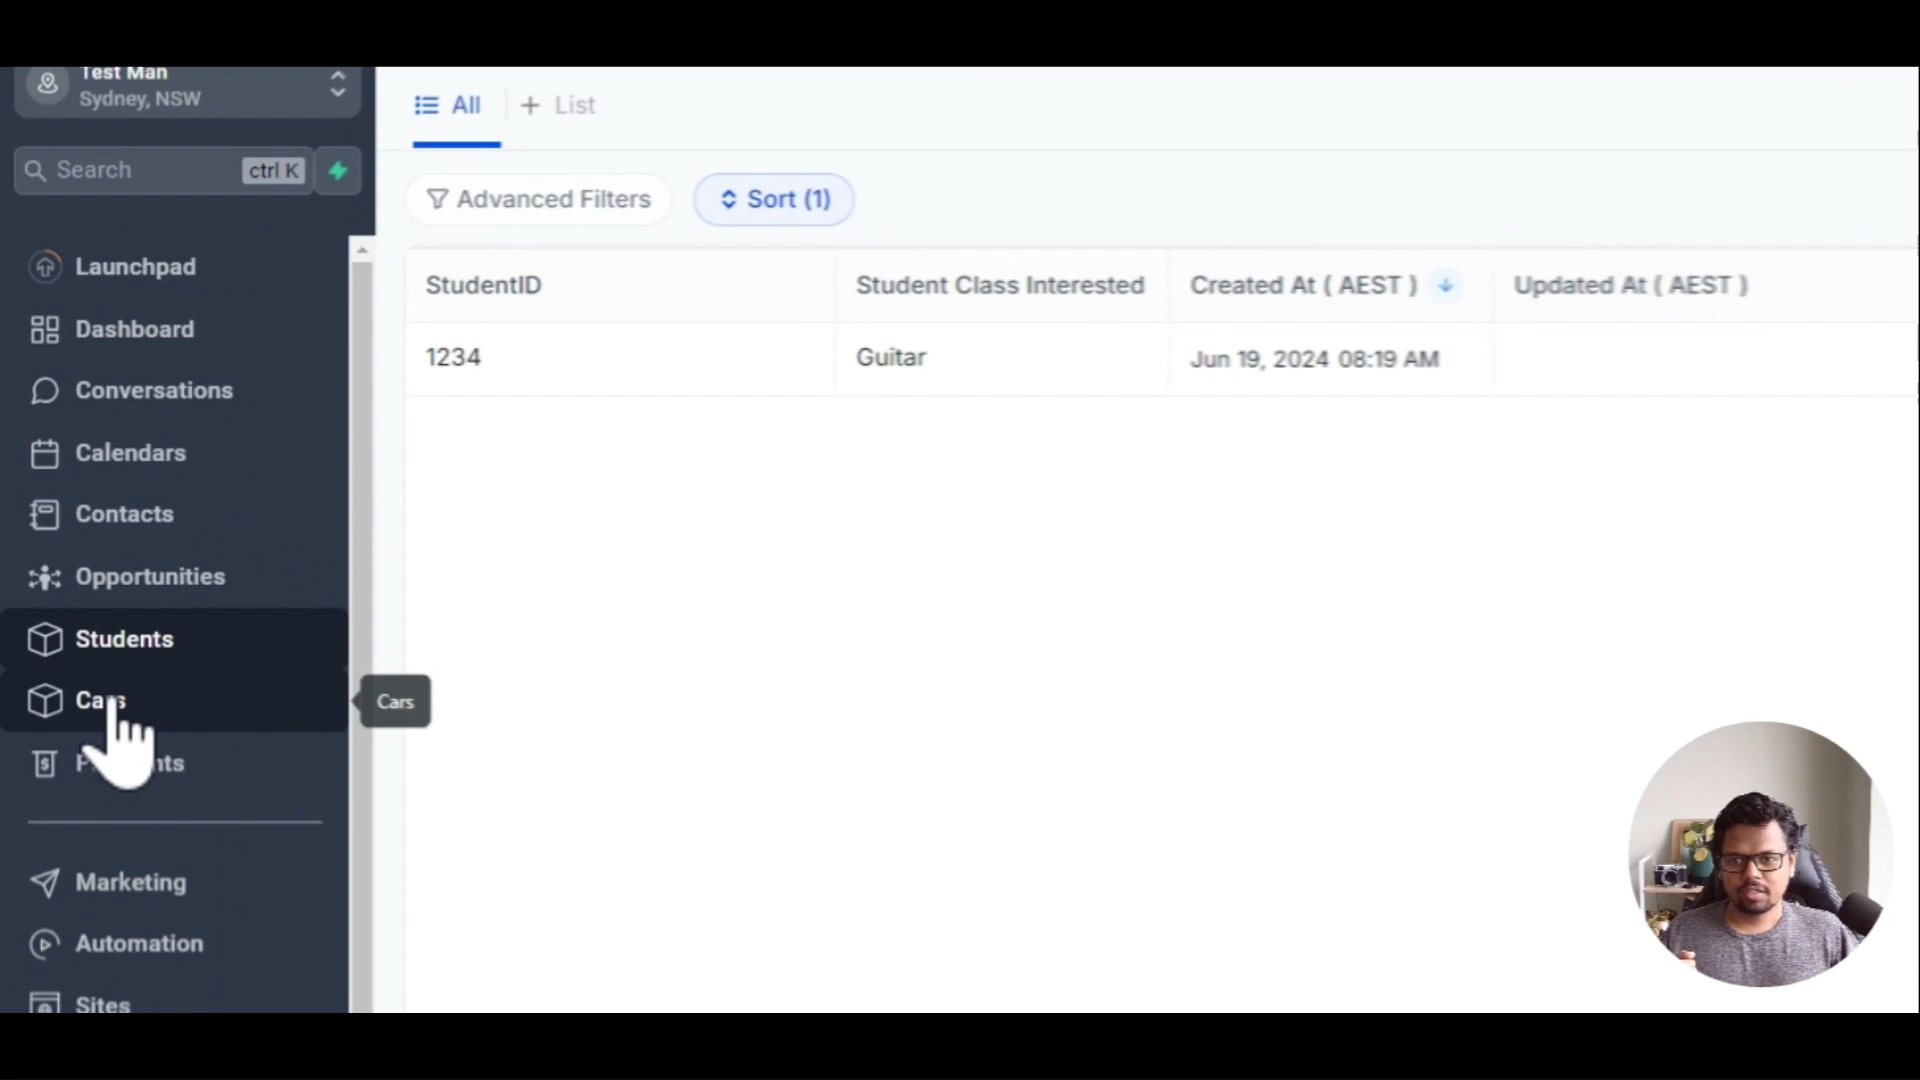 Test Man
Sydney, NSW
Search ctrl K
Launchpad
Dashboard
Conversations
Calendars
Contacts
Opportunities
Students
Cars
Marketing
Automation
Sites
Cars
All + List
Advanced Filters Sort (1)
StudentID Student Class Interested Created At ( AEST ) Updated At ( AEST )
1234 Guitar Jun 19, 2024 08:19 AM